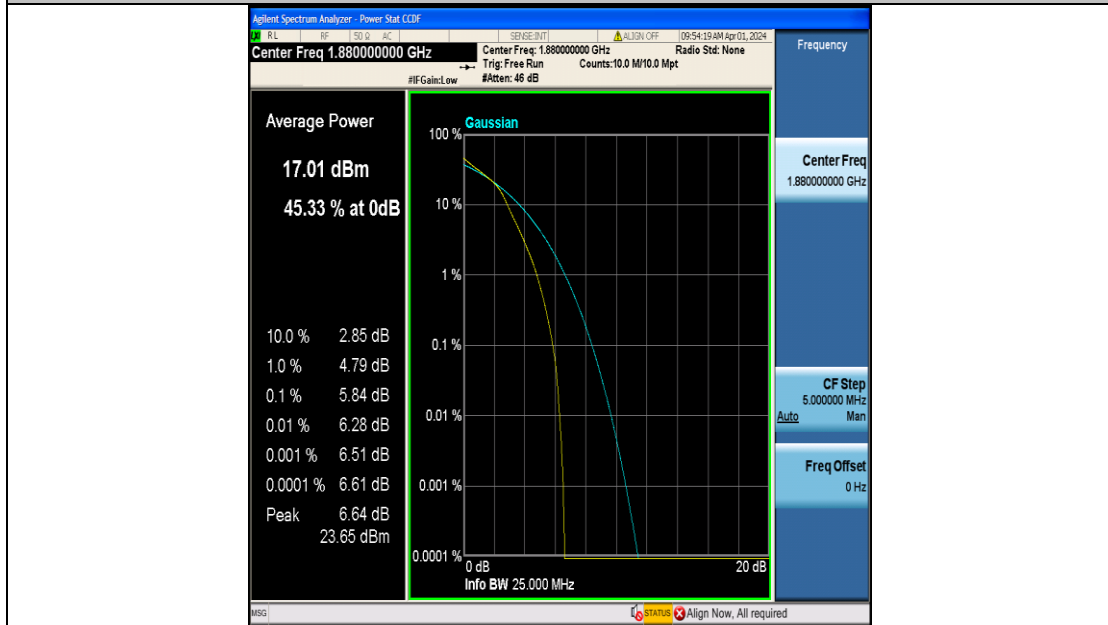 Agilent Spectrum Analyzer - Power Stat CCDF
RL RF 50 Ω AC SENSE:INT ALIGN OFF 09:54:19 AM Apr 01, 2024
Center Freq 1.880000000 GHz
Center Freq: 1.880000000 GHz Radio Std: None
Trig: Free Run Counts:10.0 M/10.0 Mpt
#IFGain:Low #Atten: 46 dB
Frequency
Average Power
17.01 dBm
45.33 % at 0dB
10.0 % 2.85 dB
1.0 % 4.79 dB
0.1 % 5.84 dB
0.01 % 6.28 dB
0.001 % 6.51 dB
0.0001 % 6.61 dB
Peak 6.64 dB
23.65 dBm
Gaussian
100 %
10 %
1 %
0.1 %
0.01 %
0.001 %
0.0001 %
0 dB 20 dB
Info BW 25.000 MHz
Center Freq
1.880000000 GHz
CF Step
5.000000 MHz
Auto Man
Freq Offset
0 Hz
MSG STATUS Align Now, All required